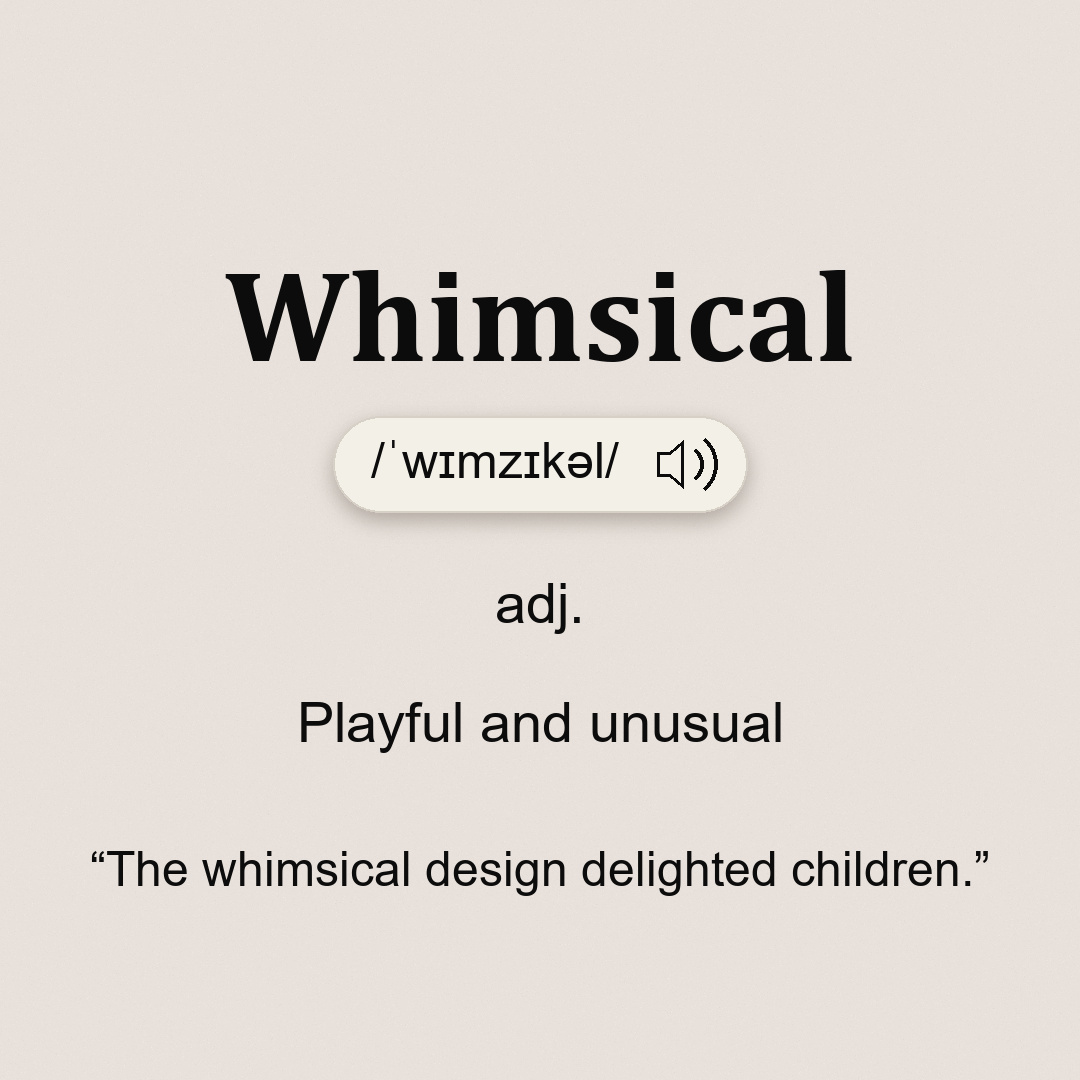 Whimsical
/ˈwɪmzɪkəl/
adj.
Playful and unusual
“The whimsical design delighted children.”